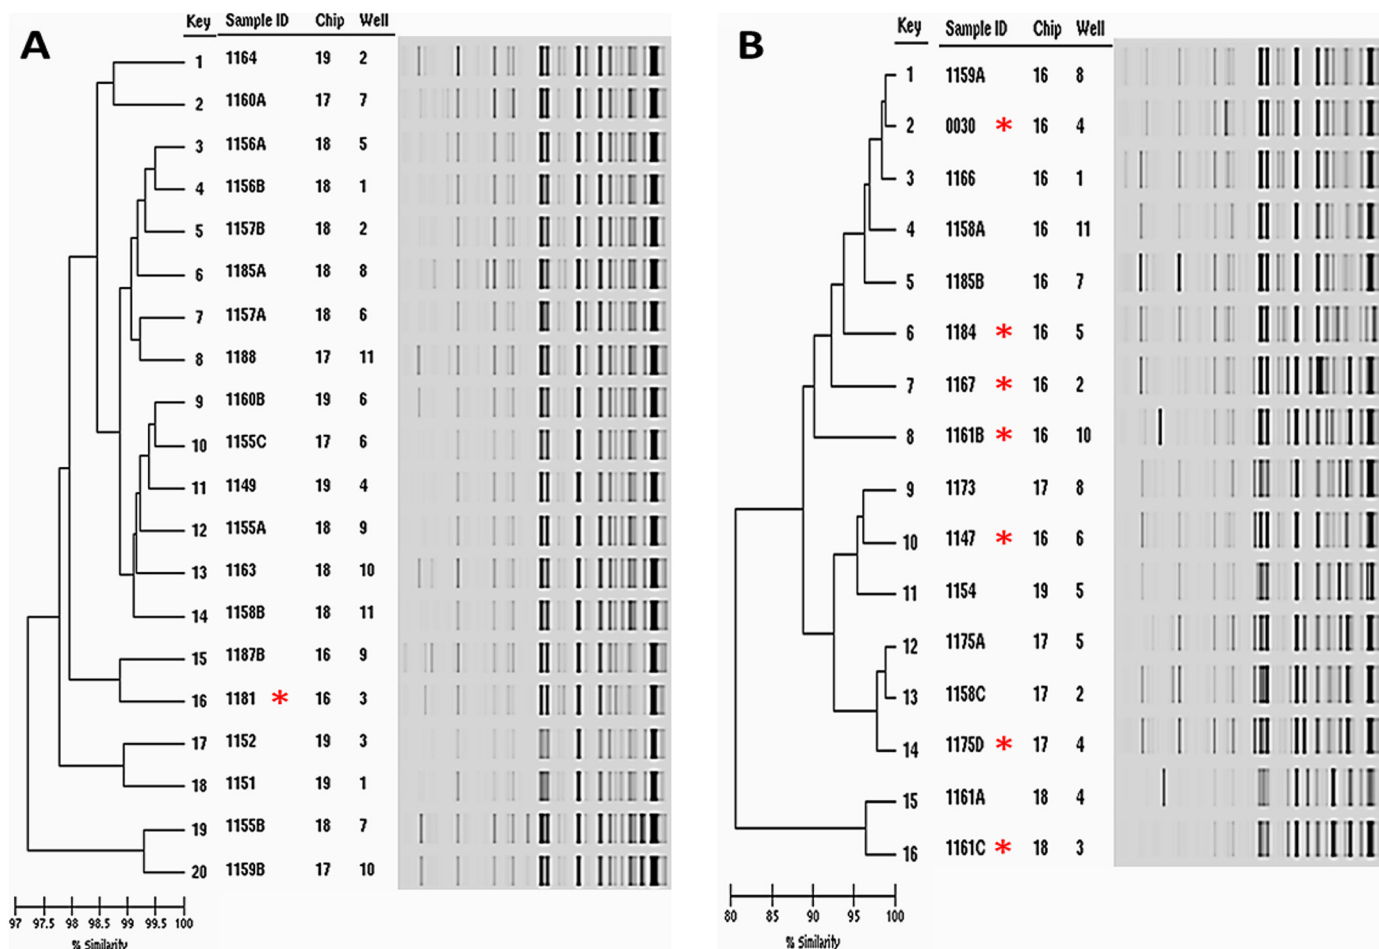 A
Key Sample ID Chip Well
1 1164 19 2
2 1160A 17 7
3 1156A 18 5
4 1156B 18 1
5 1157B 18 2
6 1185A 18 8
7 1157A 18 6
8 1188 17 11
9 1160B 19 6
10 1155C 17 6
11 1149 19 4
12 1155A 18 9
13 1163 18 10
14 1158B 18 11
15 1187B 16 9
16 1181 * 16 3
17 1152 19 3
18 1151 19 1
19 1155B 18 7
20 1159B 17 10
97 97.5 98 98.5 99 99.5 100
% Similarity
B
Key Sample ID Chip Well
1 1159A 16 8
2 0030 * 16 4
3 1166 16 1
4 1158A 16 11
5 1185B 16 7
6 1184 * 16 5
7 1167 * 16 2
8 1161B * 16 10
9 1173 17 8
10 1147 * 16 6
11 1154 19 5
12 1175A 17 5
13 1158C 17 2
14 1175D * 17 4
15 1161A 18 4
16 1161C * 18 3
80 85 90 95 100
% Similarity